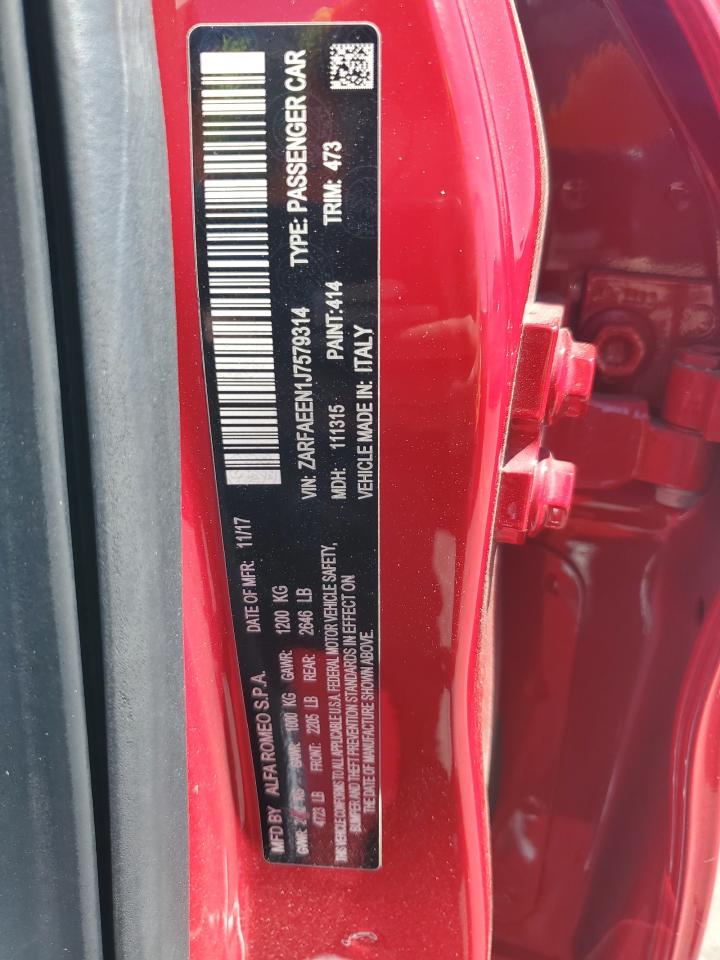 MFD BY ALFA ROMEO S.P.A. DATE OF MFR: 11/17
GAWR: 1000 KG GAWR: 1200 KG
4723 LB FRONT: 2205 LB REAR: 2646 LB
THIS VEHICLE CONFORMS TO ALL APPLICABLE U.S.A. FEDERAL MOTOR VEHICLE SAFETY,
BUMPER AND THEFT PREVENTION STANDARDS IN EFFECT ON
THE DATE OF MANUFACTURE SHOWN ABOVE.
VIN: ZARFAEEN1J7579314 TYPE: PASSENGER CAR
MDH: 111315 PAINT:414 TRIM: 473
VEHICLE MADE IN: ITALY